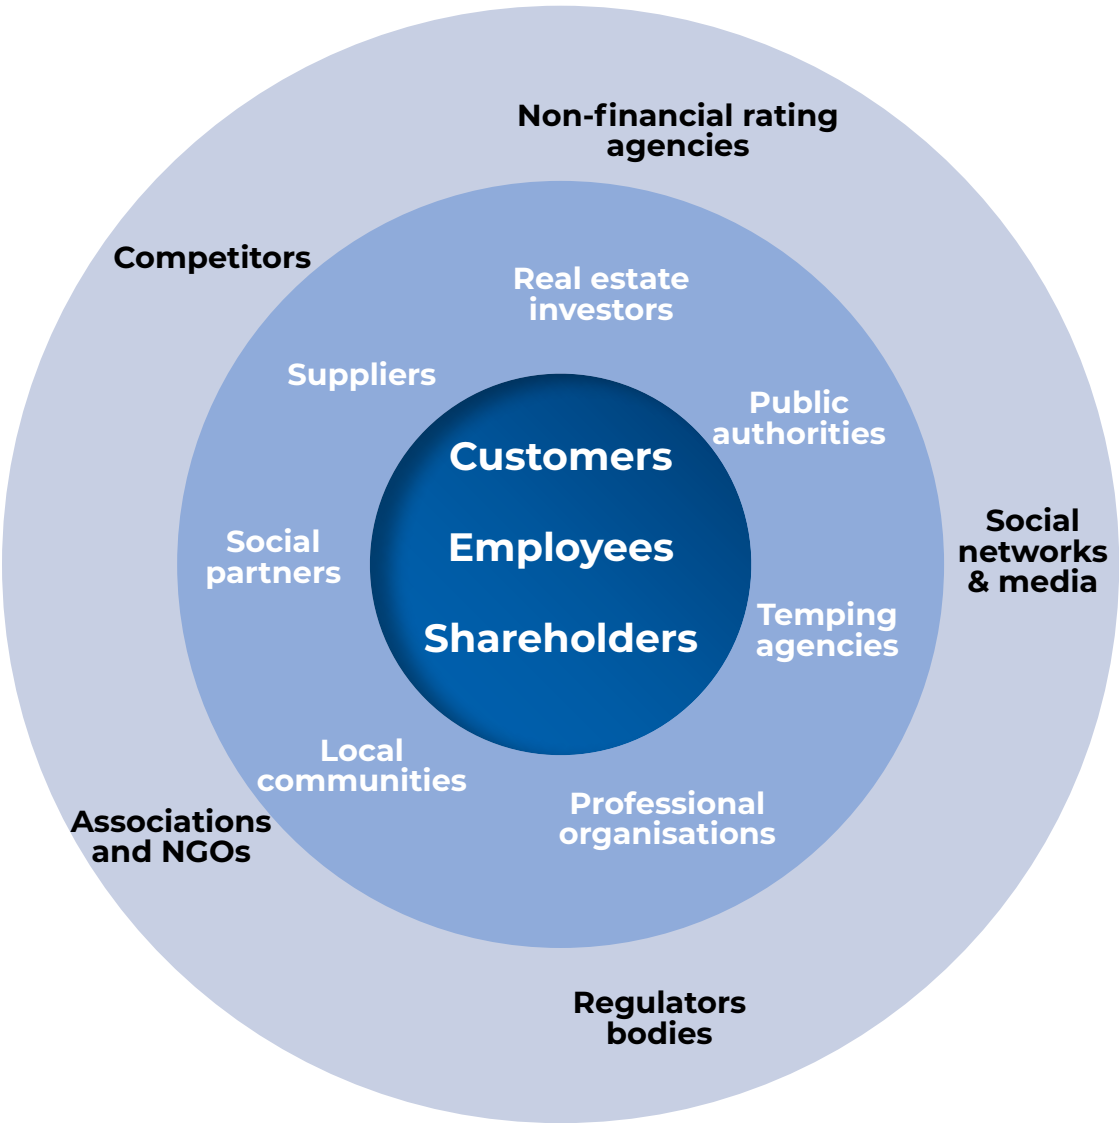 Non-financial rating
agencies
Competitors
Real estate
investors
Suppliers
Public
authorities
Customers
Social
networks
& media
Social
partners
Employees
Temping
agencies
Shareholders
Local
communities
Professional
organisations
Associations
and NGOs
Regulators
bodies